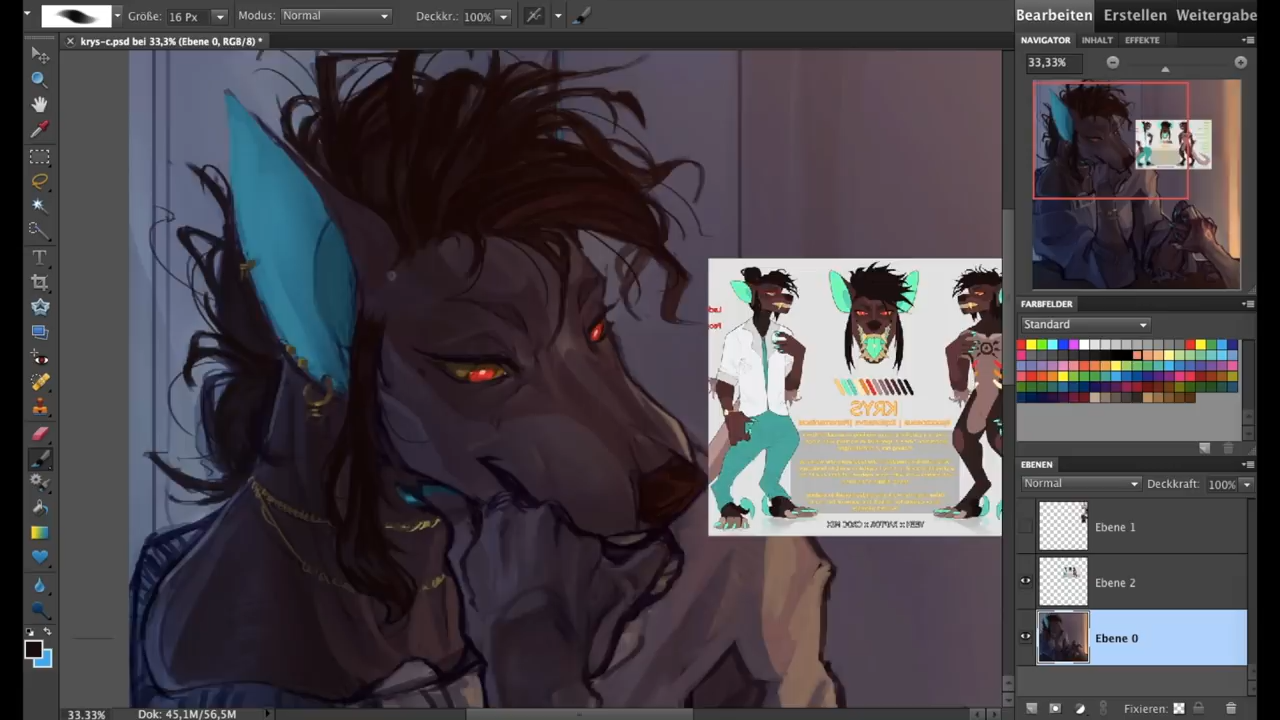 Größe: 16 Px Modus: Normal Deckkr.: 100%
Bearbeiten Erstellen Weitergabe
krys-c.psd bei 33,3% (Ebene 0, RGB/8) *
NAVIGATOR INHALT EFFEKTE
33,33%
FARBFELDER
Standard
KRYS
EBENEN
Normal Deckkraft: 100%
Ebene 1
Ebene 2
Ebene 0
33,33% Dok: 45,1M/56,5M
Fixieren: